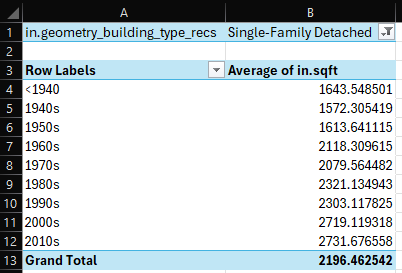 A B
1 in.geometry_building_type_recs Single-Family Detached
2
3 Row Labels Average of in.sqft
4 <1940 1643.548501
5 1940s 1572.305419
6 1950s 1613.641115
7 1960s 2118.309615
8 1970s 2079.564482
9 1980s 2321.134943
10 1990s 2303.117825
11 2000s 2719.119318
12 2010s 2731.676558
13 Grand Total 2196.462542